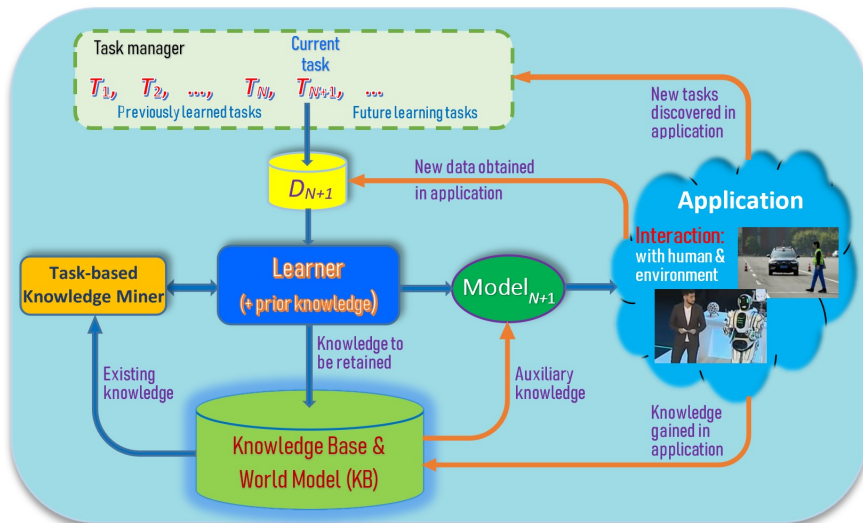 Task manager
Current
task
T1, T2, ..., TN, TN+1, ...
Previously learned tasks
Future learning tasks
New tasks
discovered in
application
DN+1
New data obtained
in application
Application
Interaction:
with human &
environment
Task-based
Knowledge Miner
Learner
(+ prior knowledge)
ModelN+1
Existing
knowledge
Knowledge to
be retained
Auxiliary
knowledge
Knowledge
gained in
application
Knowledge Base &
World Model (KB)